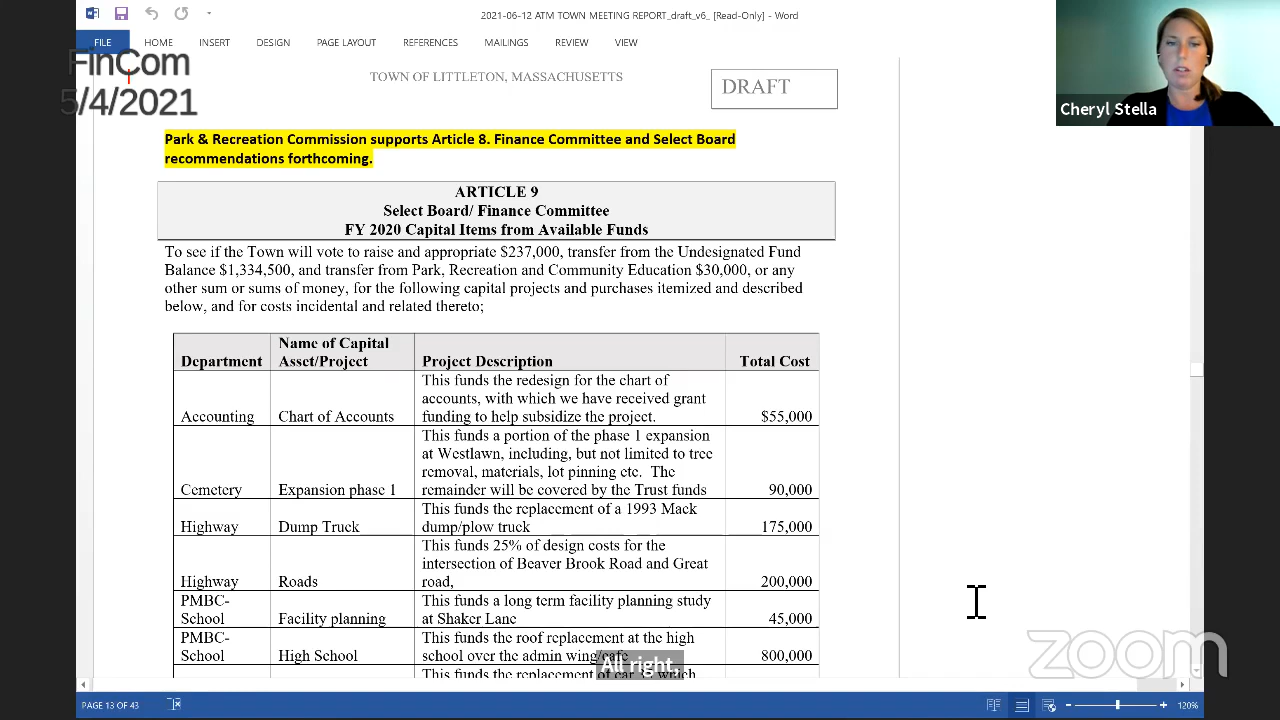 2021-06-12 ATM TOWN MEETING REPORT_draft_v6_ [Read-Only] - Word
FILE HOME INSERT DESIGN PAGE LAYOUT REFERENCES MAILINGS REVIEW VIEW
FinCom
5/4/2021
TOWN OF LITTLETON, MASSACHUSETTS
DRAFT
Cheryl Stella
Park & Recreation Commission supports Article 8. Finance Committee and Select Board
recommendations forthcoming.
ARTICLE 9
Select Board/ Finance Committee
FY 2020 Capital Items from Available Funds
To see if the Town will vote to raise and appropriate $237,000, transfer from the Undesignated Fund
Balance $1,334,500, and transfer from Park, Recreation and Community Education $30,000, or any
other sum or sums of money, for the following capital projects and purchases itemized and described
below, and for costs incidental and related thereto;
Name of Capital
Department Asset/Project Project Description Total Cost
This funds the redesign for the chart of
accounts, with which we have received grant
Accounting Chart of Accounts funding to help subsidize the project. $55,000
This funds a portion of the phase 1 expansion
at Westlawn, including, but not limited to tree
removal, materials, lot pinning etc. The
Cemetery Expansion phase 1 remainder will be covered by the Trust funds 90,000
This funds the replacement of a 1993 Mack
Highway Dump Truck dump/plow truck 175,000
This funds 25% of design costs for the
intersection of Beaver Brook Road and Great
Highway Roads road, 200,000
PMBC- This funds a long term facility planning study
School Facility planning at Shaker Lane 45,000
PMBC- This funds the roof replacement at the high
School High School school over the admin wing/cafe 800,000
This funds the replacement of car 37 which
All right.
zoom
PAGE 13 OF 43
120%